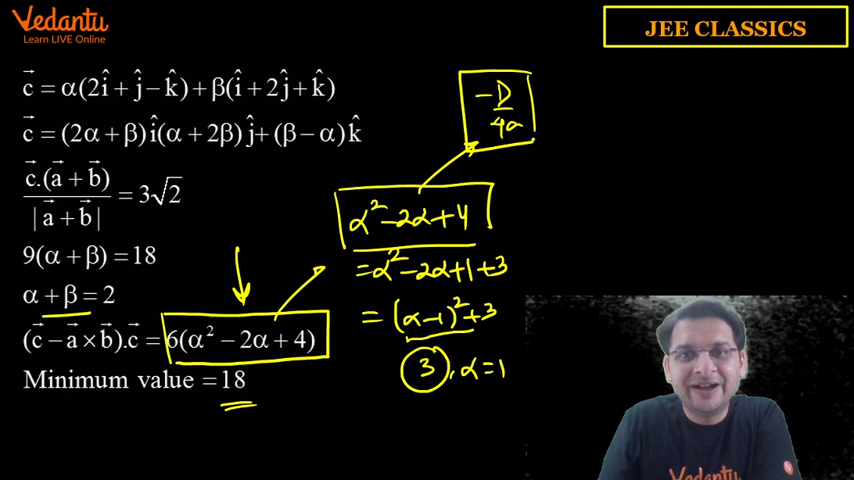 Vedantu
Learn LIVE Online
JEE CLASSICS
c⃗ = α(2î + ĵ − k̂) + β(î + 2ĵ + k̂)
c⃗ = (2α + β) î(α + 2β) ĵ + (β − α) k̂
c⃗.(a⃗ + b⃗) / |a⃗ + b⃗| = 3√2
9(α + β) = 18
α + β = 2
(c⃗ − a⃗ × b⃗).c⃗ = 6(α² − 2α + 4)
Minimum value = 18
−D/4a
α² − 2α + 4
= α² − 2α + 1 + 3
= (α − 1)² + 3
3, α = 1
Vedantu